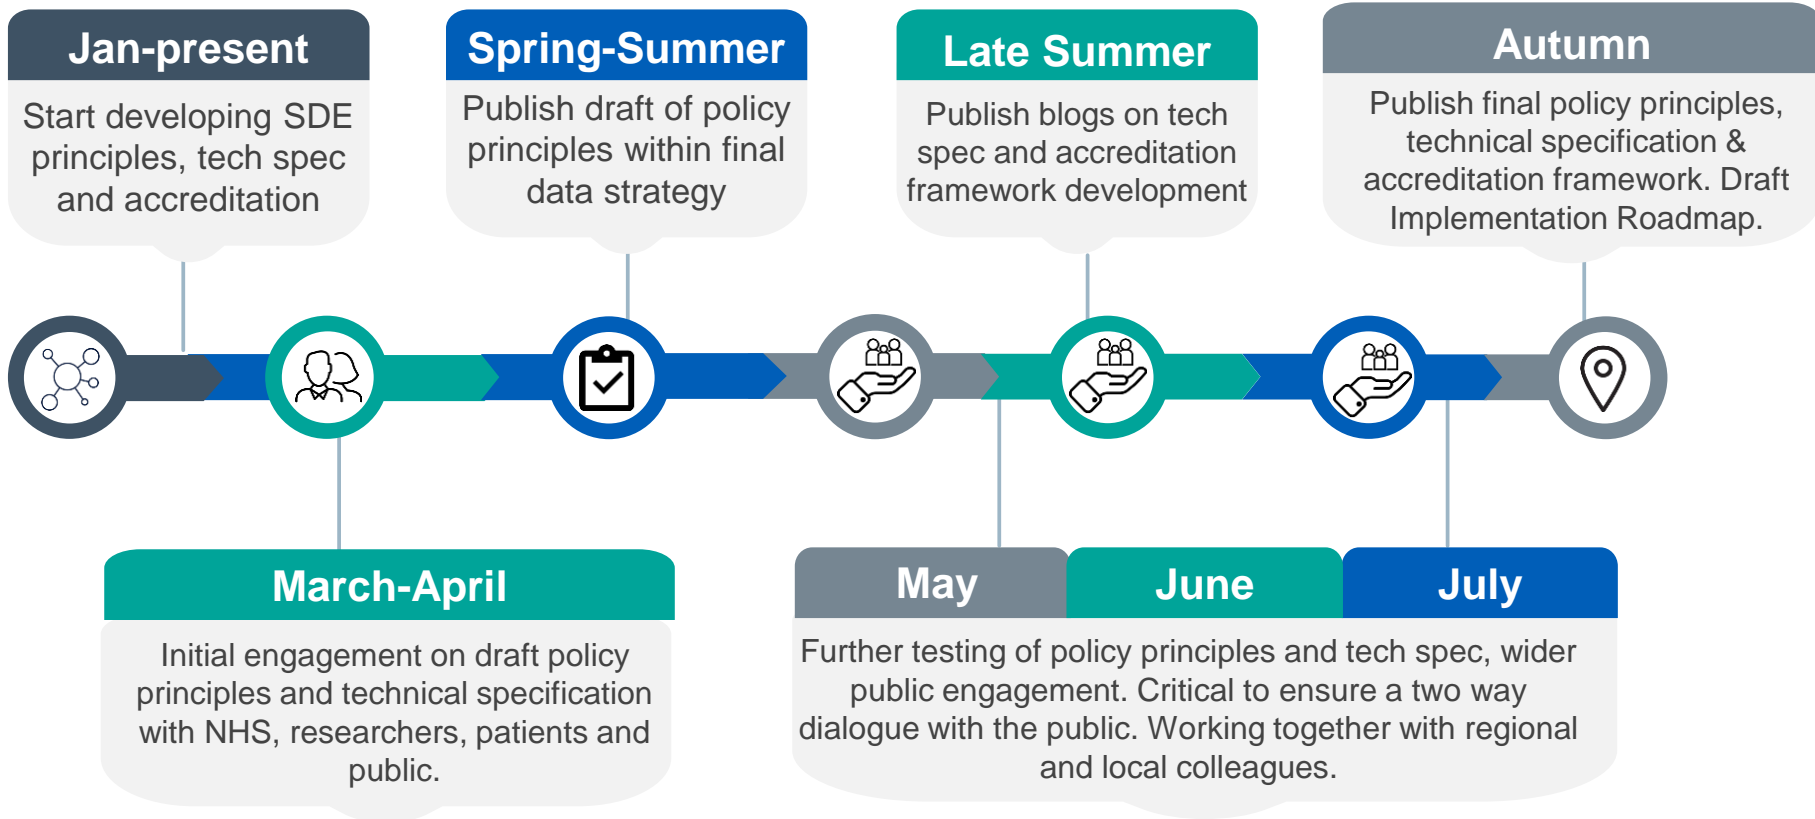 Jan-present
Start developing SDE
principles, tech spec
and accreditation
Spring-Summer
Publish draft of policy
principles within final
data strategy
Late Summer
Publish blogs on tech
spec and accreditation
framework development
Autumn
Publish final policy principles,
technical specification &
accreditation framework. Draft
Implementation Roadmap.
March-April
Initial engagement on draft policy
principles and technical specification
with NHS, researchers, patients and
public.
May
June
July
Further testing of policy principles and tech spec, wider
public engagement. Critical to ensure a two way
dialogue with the public. Working together with regional
and local colleagues.